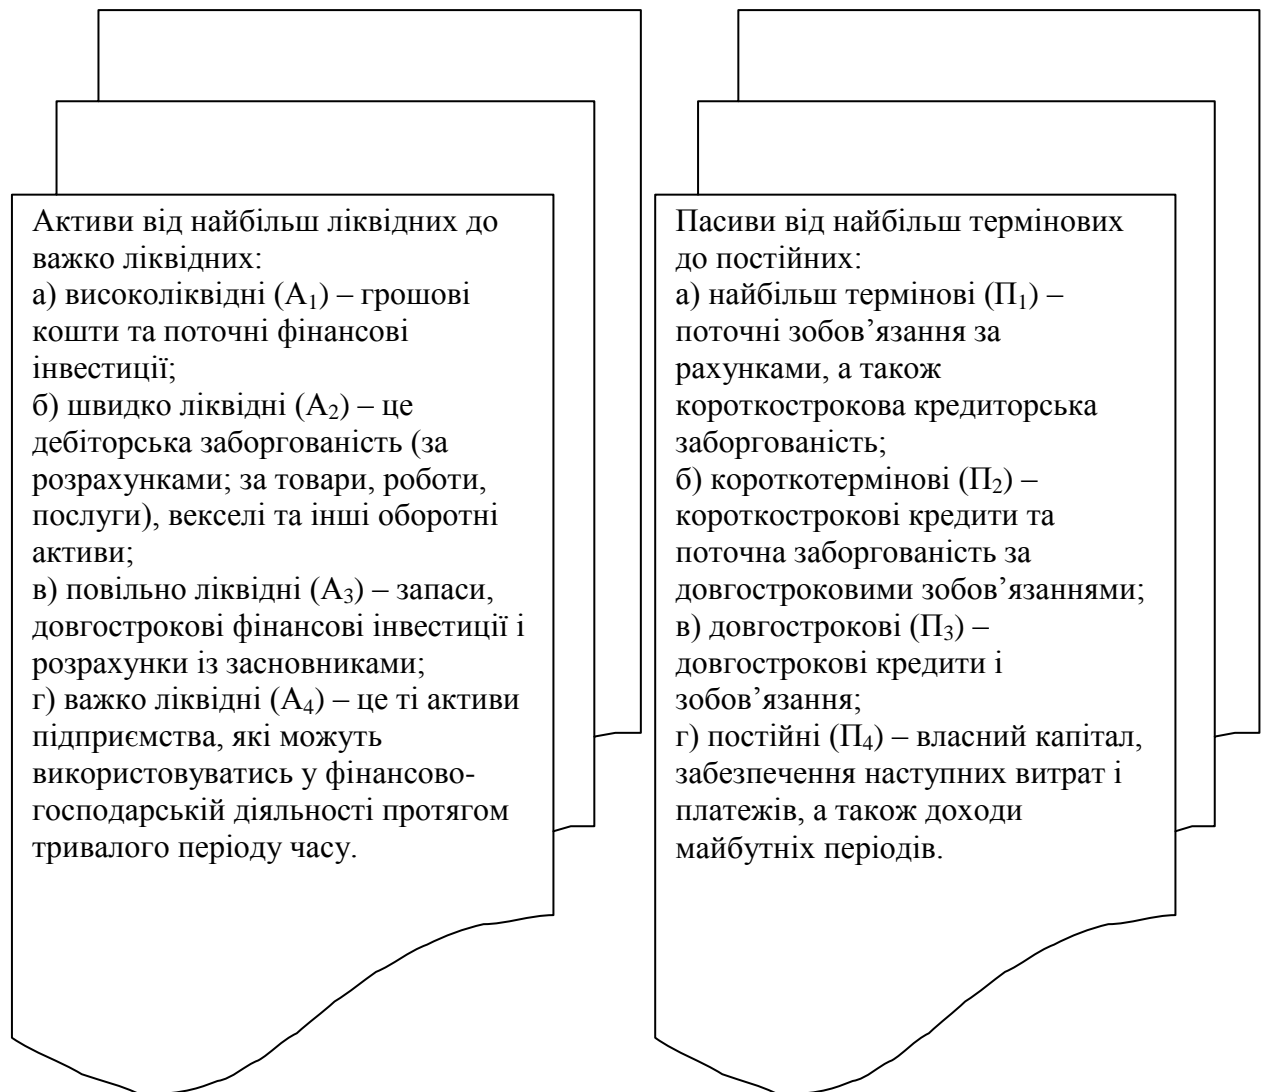 Активи від найбільш ліквідних до
важко ліквідних:
а) високоліквідні (А₁) – грошові
кошти та поточні фінансові
інвестиції;
б) швидко ліквідні (А₂) – це
дебіторська заборгованість (за
розрахунками; за товари, роботи,
послуги), векселі та інші оборотні
активи;
в) повільно ліквідні (А₃) – запаси,
довгострокові фінансові інвестиції і
розрахунки із засновниками;
г) важко ліквідні (А₄) – це ті активи
підприємства, які можуть
використовуватись у фінансово-
господарській діяльності протягом
тривалого періоду часу.
Пасиви від найбільш термінових
до постійних:
а) найбільш термінові (П₁) –
поточні зобов’язання за
рахунками, а також
короткострокова кредиторська
заборгованість;
б) короткотермінові (П₂) –
короткострокові кредити та
поточна заборгованість за
довгостроковими зобов’язаннями;
в) довгострокові (П₃) –
довгострокові кредити і
зобов’язання;
г) постійні (П₄) – власний капітал,
забезпечення наступних витрат і
платежів, а також доходи
майбутніх періодів.